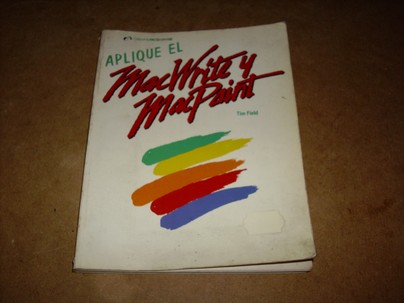 APLIQUE EL
MacWrite y
MacPaint
Tim Field